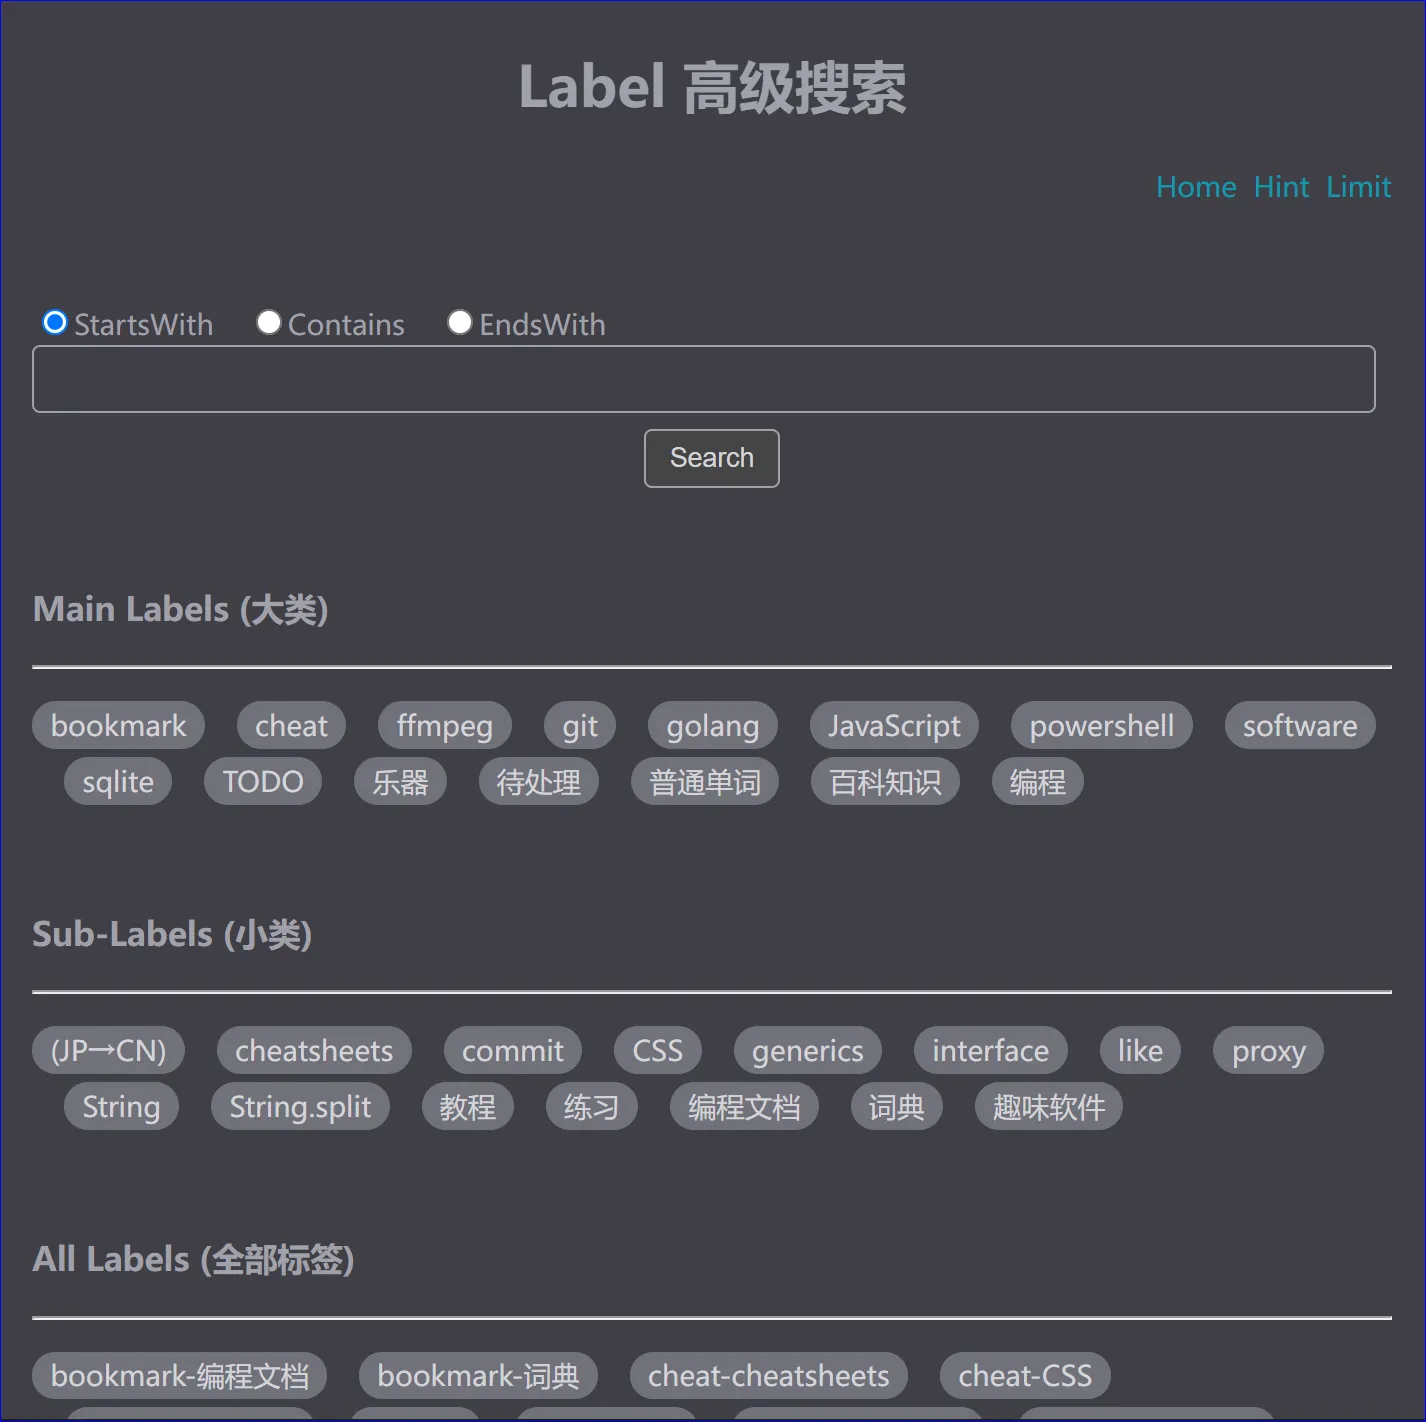 Label 高级搜索
Home Hint Limit
StartsWith Contains EndsWith
Search
Main Labels (大类)
bookmark cheat ffmpeg git golang JavaScript powershell software
sqlite TODO 乐器 待处理 普通单词 百科知识 编程
Sub-Labels (小类)
(JP→CN) cheatsheets commit CSS generics interface like proxy
String String.split 教程 练习 编程文档 词典 趣味软件
All Labels (全部标签)
bookmark-编程文档 bookmark-词典 cheat-cheatsheets cheat-CSS